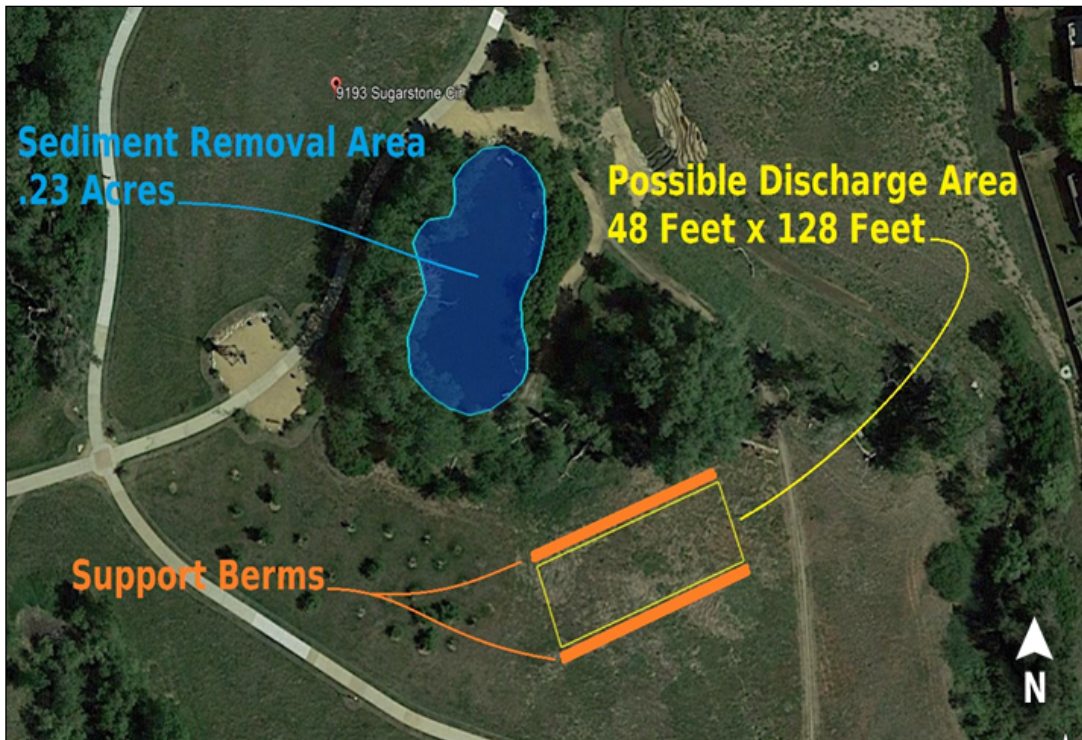 9193 Sugarstone Cir
Sediment Removal Area
.23 Acres
Possible Discharge Area
48 Feet x 128 Feet
Support Berms
N